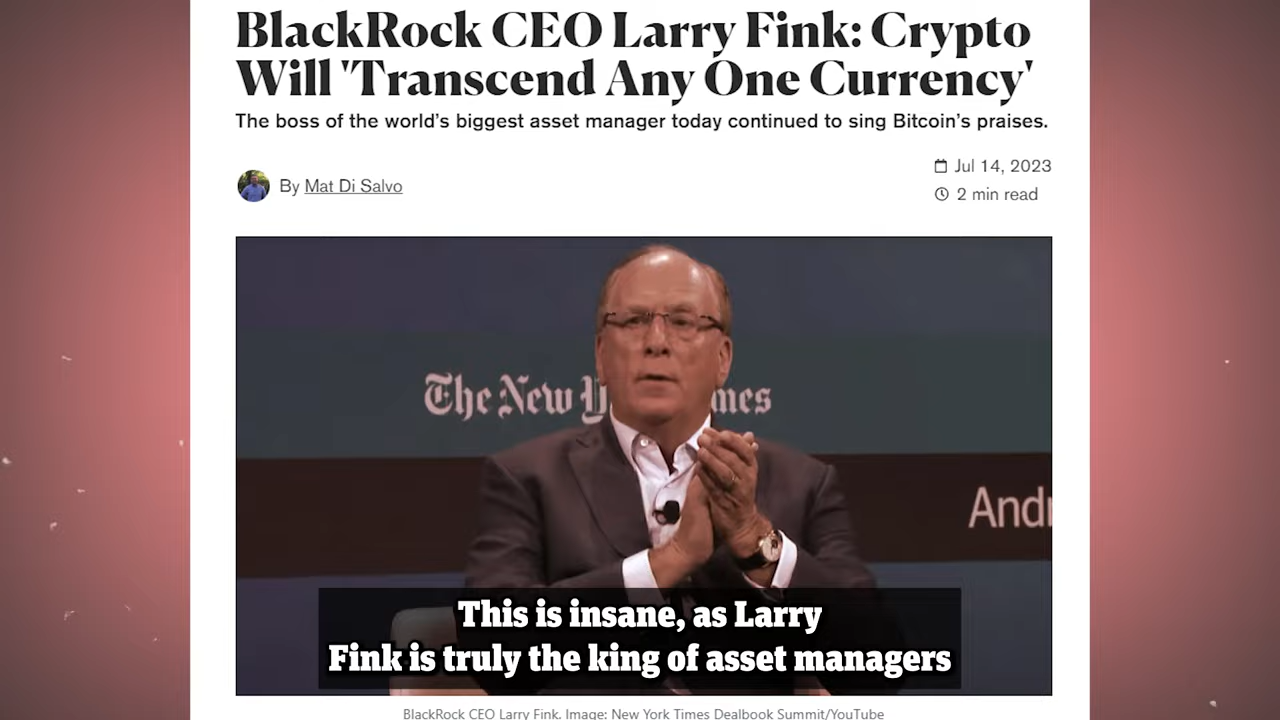 BlackRock CEO Larry Fink: Crypto
Will 'Transcend Any One Currency'
The boss of the world's biggest asset manager today continued to sing Bitcoin's praises.
By Mat Di Salvo
Jul 14, 2023
2 min read
The New Y mes
Andr
This is insane, as Larry
Fink is truly the king of asset managers
BlackRock CEO Larry Fink. Image: New York Times Dealbook Summit/YouTube